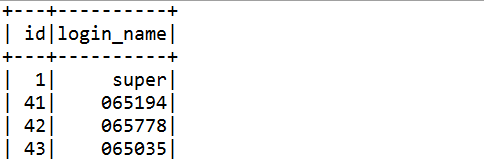 +---+----------+
| id|login_name|
+---+----------+
|  1|     super|
| 41|    065194|
| 42|    065778|
| 43|    065035|